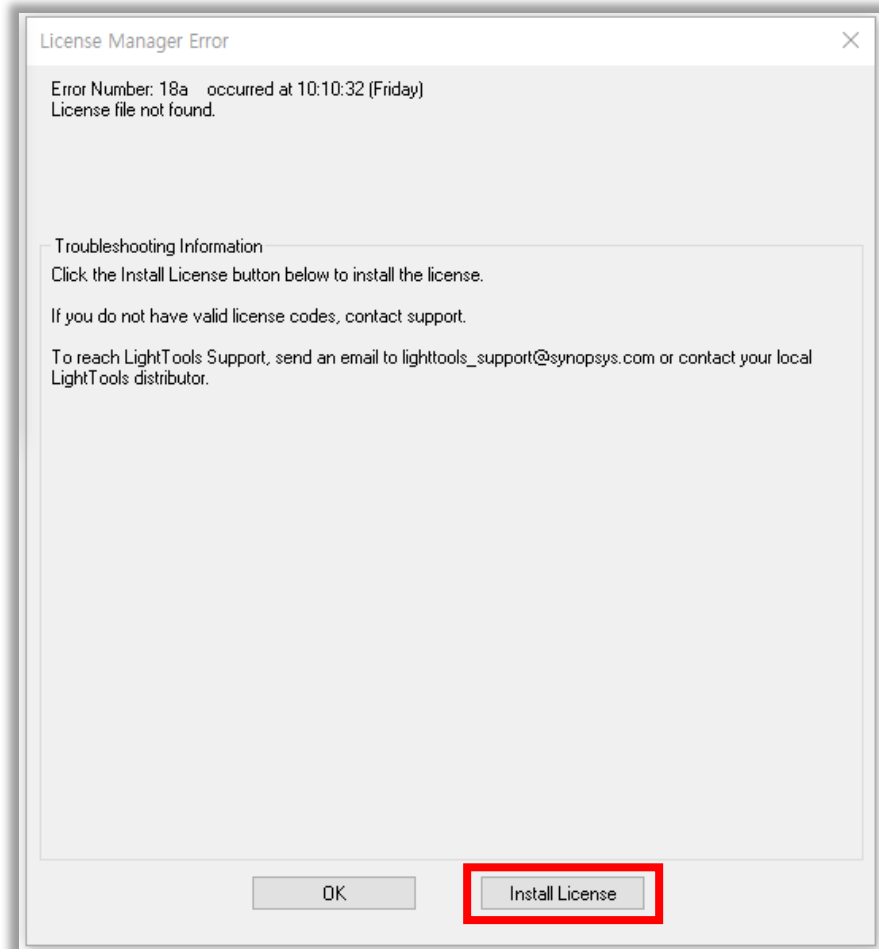 License Manager Error
Error Number: 18a    occurred at 10:10:32 (Friday)
License file not found.
Troubleshooting Information
Click the Install License button below to install the license.
If you do not have valid license codes, contact support.
To reach LightTools Support, send an email to lighttools_support@synopsys.com or contact your local
LightTools distributor.
OK
Install License